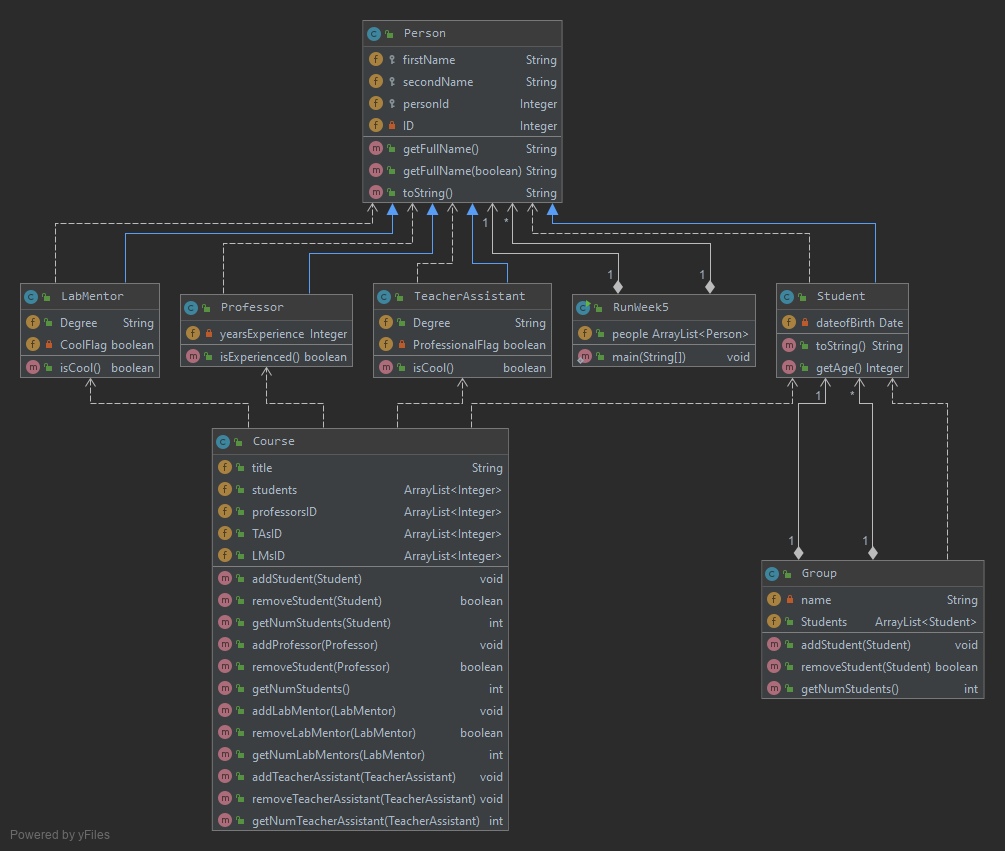 Person
firstName String
secondName String
personId Integer
ID Integer
getFullName() String
getFullName(boolean) String
toString() String
1 *
1 1
LabMentor
Degree String
CoolFlag boolean
isCool() boolean
Professor
yearsExperience Integer
isExperienced() boolean
TeacherAssistant
Degree String
ProfessionalFlag boolean
isCool() boolean
RunWeek5
people ArrayList<Person>
main(String[]) void
Student
dateofBirth Date
toString() String
getAge() Integer
1 *
1 1
Course
title String
students ArrayList<Integer>
professorsID ArrayList<Integer>
TAsID ArrayList<Integer>
LMsID ArrayList<Integer>
addStudent(Student) void
removeStudent(Student) boolean
getNumStudents(Student) int
addProfessor(Professor) void
removeStudent(Professor) boolean
getNumStudents() int
addLabMentor(LabMentor) void
removeLabMentor(LabMentor) boolean
getNumLabMentors(LabMentor) int
addTeacherAssistant(TeacherAssistant) void
removeTeacherAssistant(TeacherAssistant) void
getNumTeacherAssistant(TeacherAssistant) int
Group
name String
Students ArrayList<Student>
addStudent(Student) void
removeStudent(Student) boolean
getNumStudents() int
Powered by yFiles